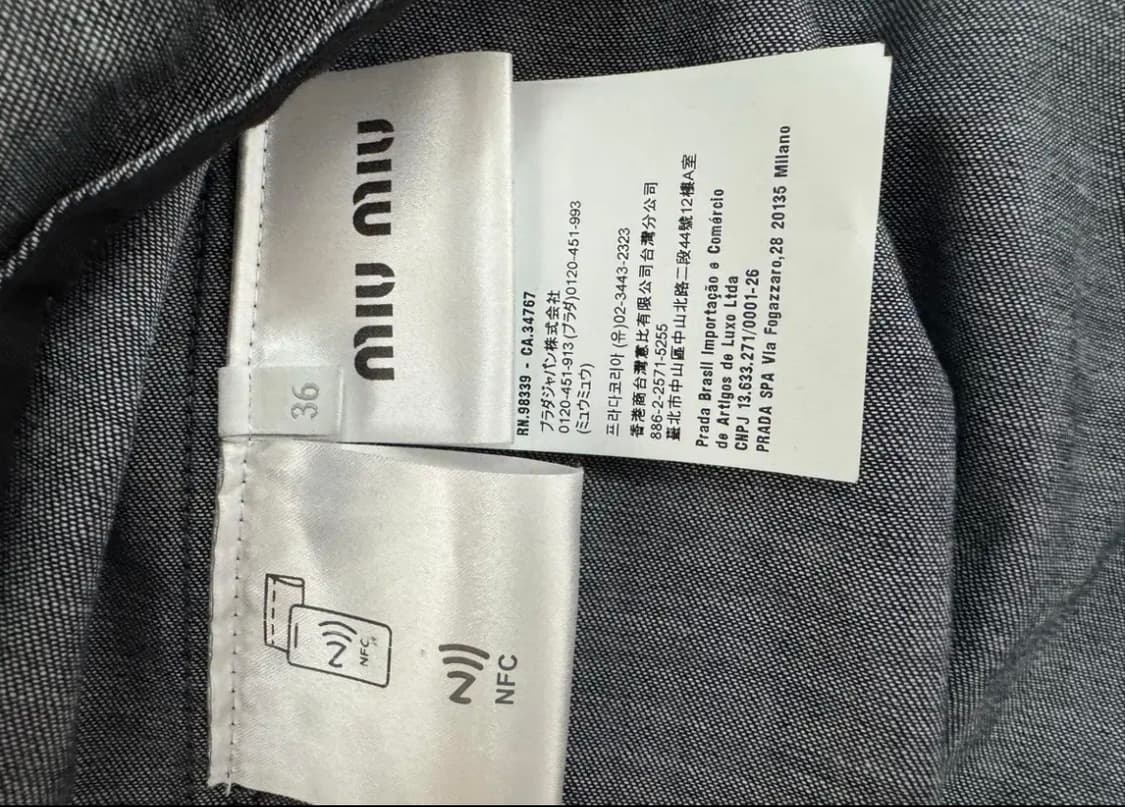 MIU MIU
36
RN.98339 - CA.34767
プラダジャパン株式会社
0120-451-913 (プラダ)0120-451-993
(ミュウミュウ)
프라다코리아 (유)02-3443-2323
香港商台灣惠比有限公司台灣分公司
886-2-2571-5255
臺北市中山區中山北路二段44號12樓A室
Prada Brasil Importação e Comércio
de Artigos de Luxo Ltda
CNPJ 13.633.271/0001-26
PRADA SPA Via Fogazzaro,28 20135 Milano
NFC
NFC